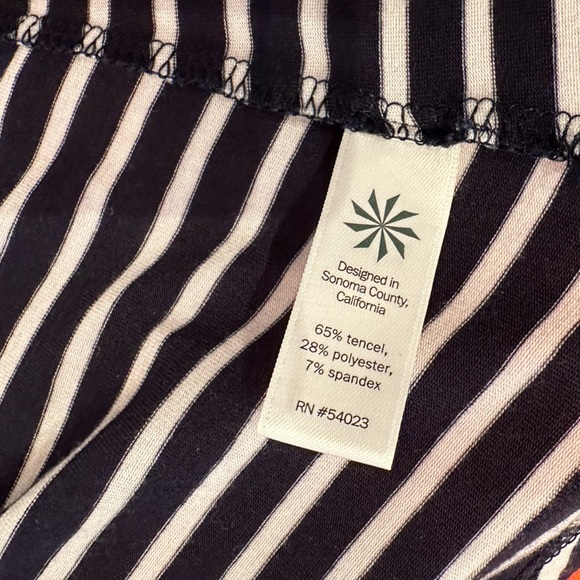 Designed in
Sonoma County,
California
65% tencel,
28% polyester,
7% spandex
RN #54023